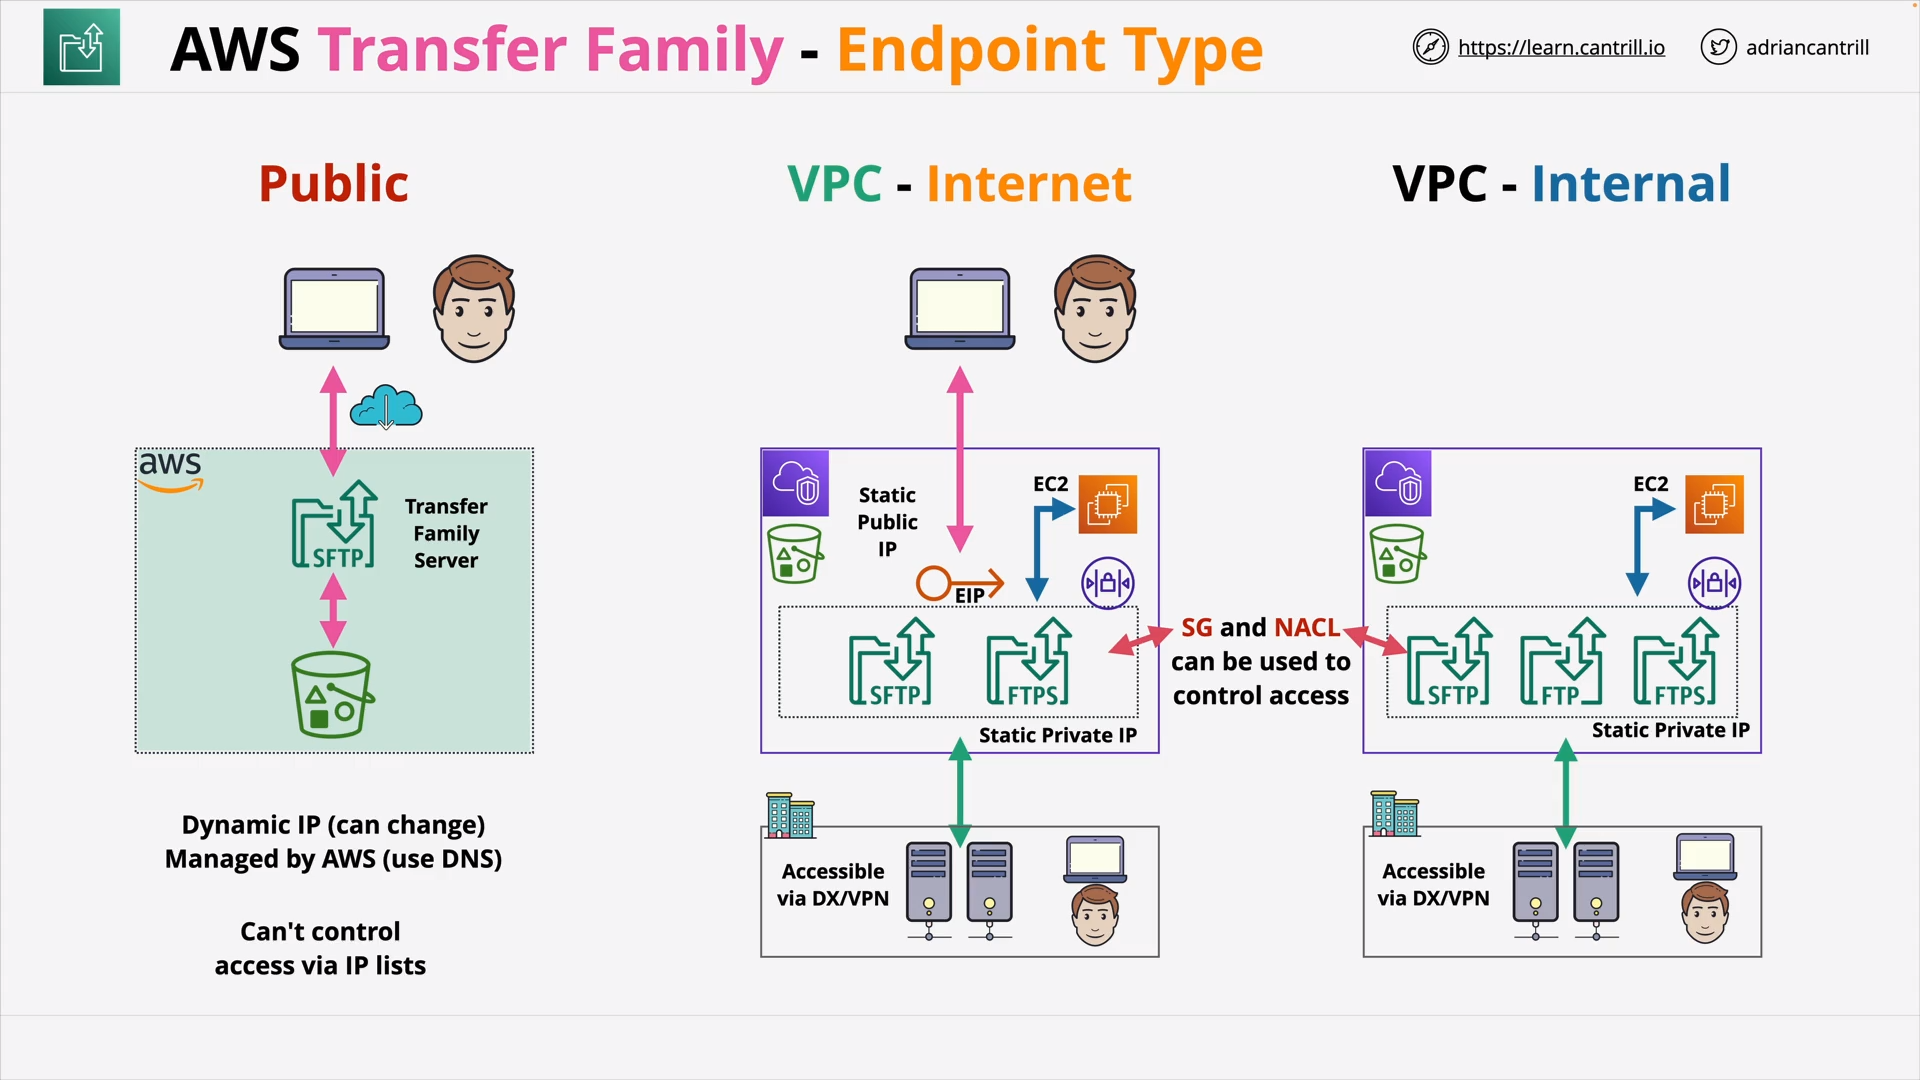 AWS Transfer Family - Endpoint Type
https://learn.cantrill.io
adriancantrill
Public
aws
SFTP
Transfer
Family
Server
Dynamic IP (can change)
Managed by AWS (use DNS)
Can't control
access via IP lists
VPC - Internet
Static
Public
IP
EC2
EIP
SFTP
FTPS
Static Private IP
Accessible
via DX/VPN
SG and NACL
can be used to
control access
VPC - Internal
EC2
SFTP
FTP
FTPS
Static Private IP
Accessible
via DX/VPN